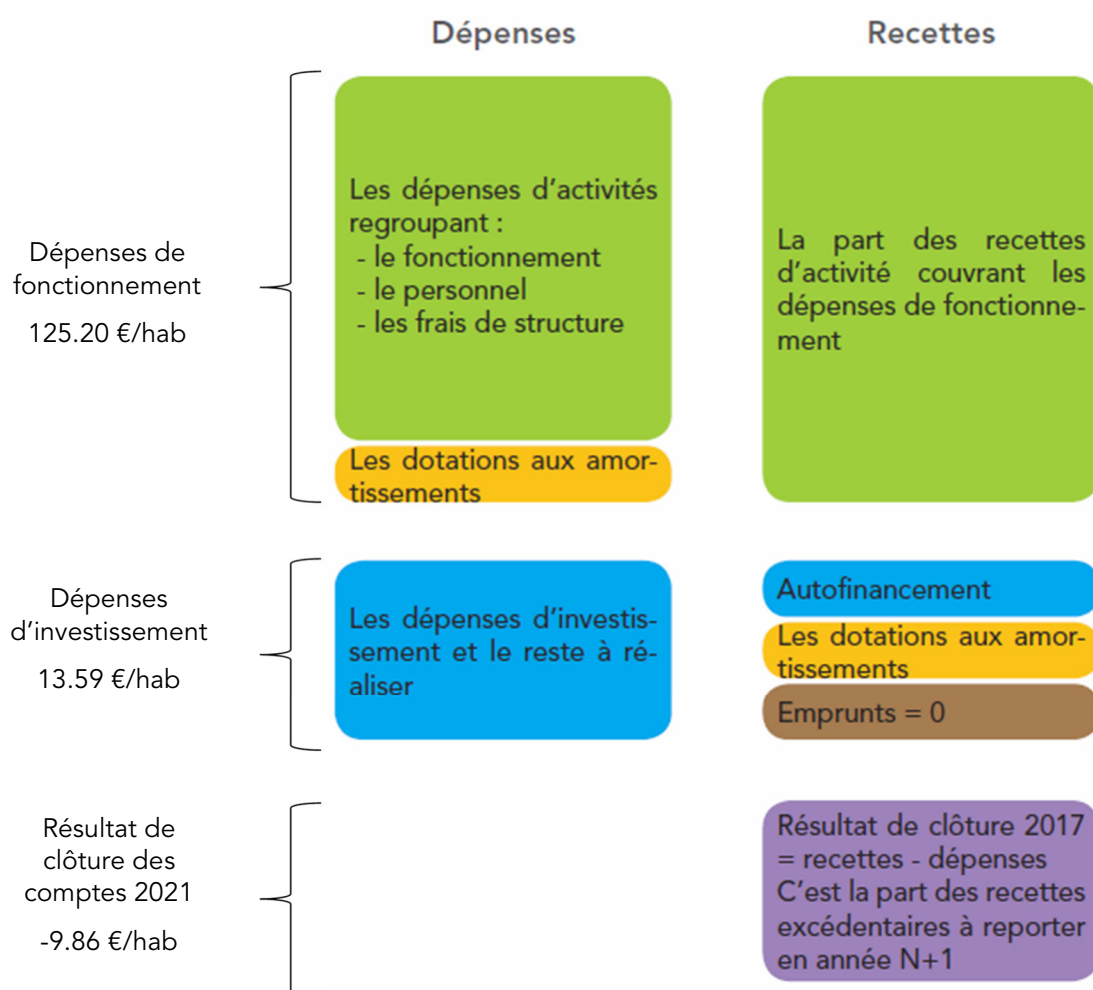 Dépenses
Recettes
Dépenses de
fonctionnement
125.20 €/hab
Les dépenses d'activités
regroupant :
- le fonctionnement
- le personnel
- les frais de structure
Les dotations aux amor-
tissements
La part des recettes
d'activité couvrant les
dépenses de fonctionne-
ment
Dépenses
d'investissement
13.59 €/hab
Les dépenses d'investis-
sement et le reste à ré-
aliser
Autofinancement
Les dotations aux amor-
tissements
Emprunts = 0
Résultat de
clôture des
comptes 2021
-9.86 €/hab
Résultat de clôture 2017
= recettes - dépenses
C'est la part des recettes
excédentaires à reporter
en année N+1